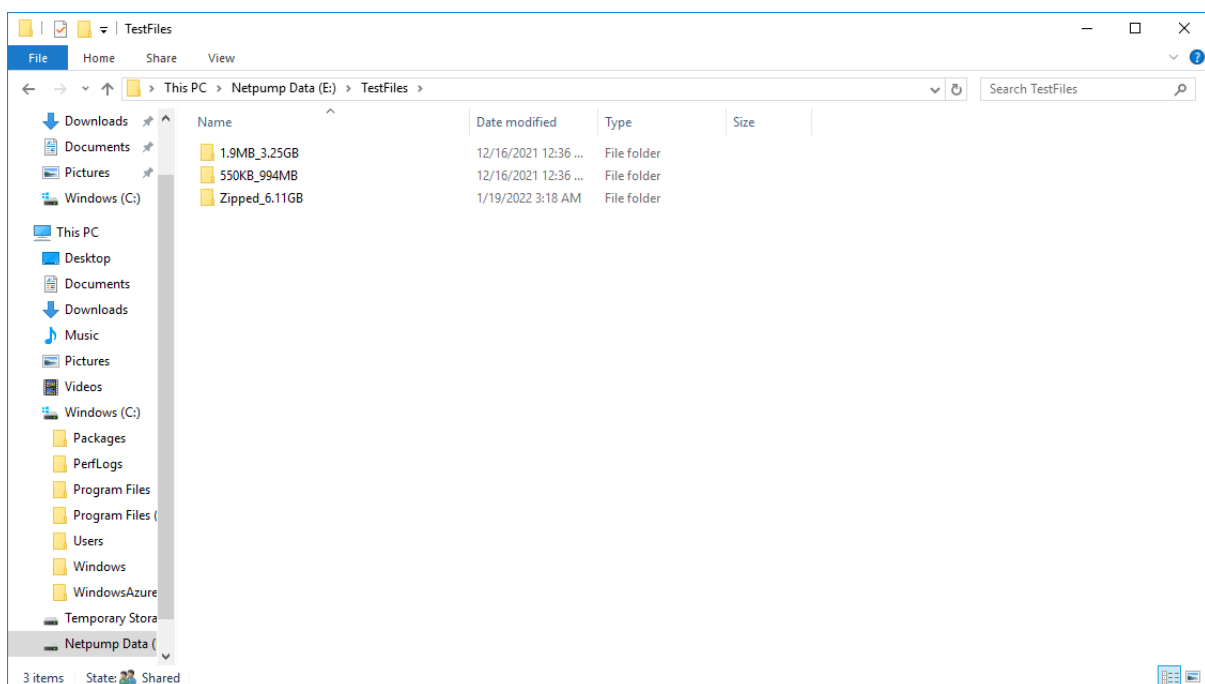 TestFiles
File Home Share View
This PC > Netpump Data (E:) > TestFiles >
Search TestFiles
Name Date modified Type Size
1.9MB_3.25GB 12/16/2021 12:36 ... File folder
550KB_994MB 12/16/2021 12:36 ... File folder
Zipped_6.11GB 1/19/2022 3:18 AM File folder
Downloads
Documents
Pictures
Windows (C:)
This PC
Desktop
Documents
Downloads
Music
Pictures
Videos
Windows (C:)
Packages
PerfLogs
Program Files
Program Files (
Users
Windows
WindowsAzure
Temporary Stora
Netpump Data (
3 items State: Shared